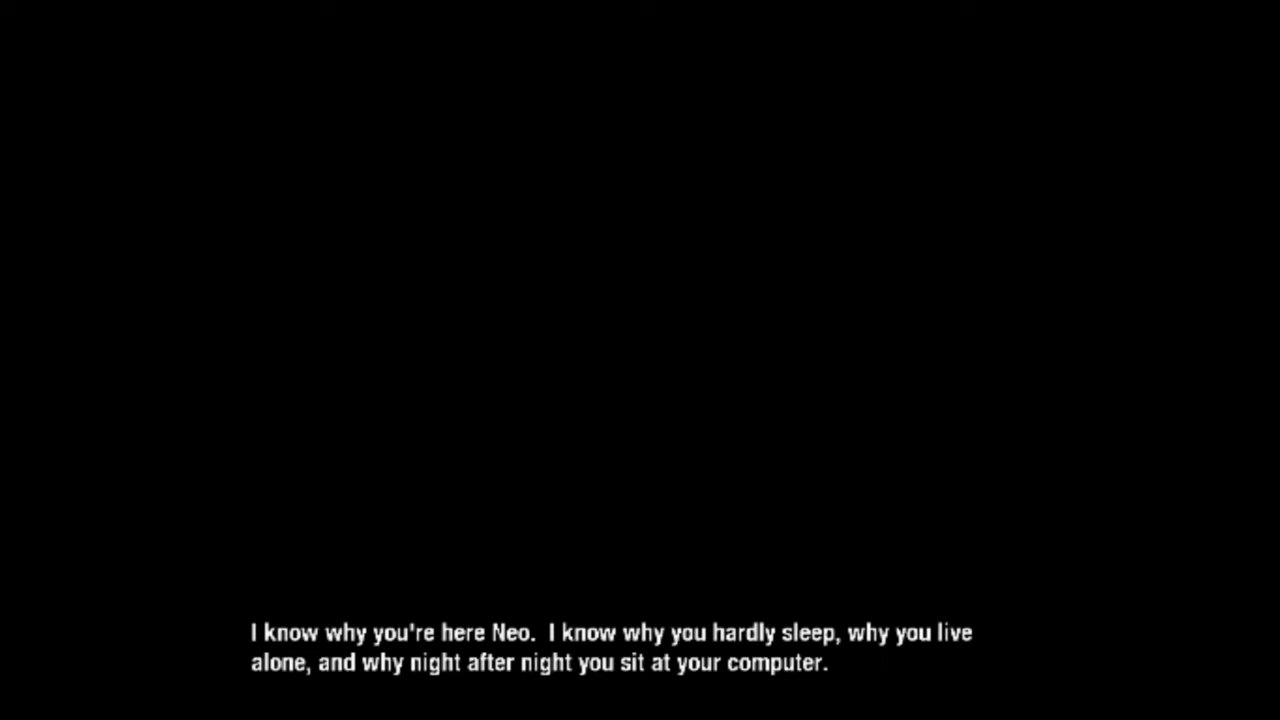 I know why you're here Neo.  I know why you hardly sleep, why you live
alone, and why night after night you sit at your computer.